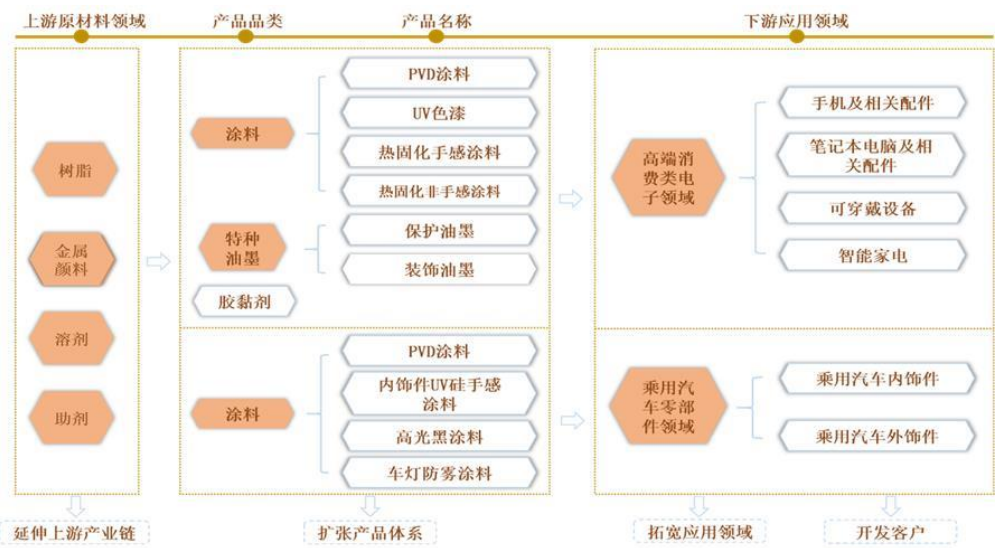 上游原材料领域
产品品类
产品名称
下游应用领域
树脂
金属
颜料
溶剂
助剂
涂料
PVD涂料
UV色漆
热固化手感涂料
热固化非手感涂料
特种
油墨
保护油墨
装饰油墨
胶黏剂
涂料
PVD涂料
内饰件UV硅手感
涂料
高光黑涂料
车灯防雾涂料
高端消
费类电
子领域
手机及相关配件
笔记本电脑及相
关配件
可穿戴设备
智能家电
乘用汽
车零部
件领域
乘用汽车内饰件
乘用汽车外饰件
延伸上游产业链
扩张产品体系
拓宽应用领域
开发客户